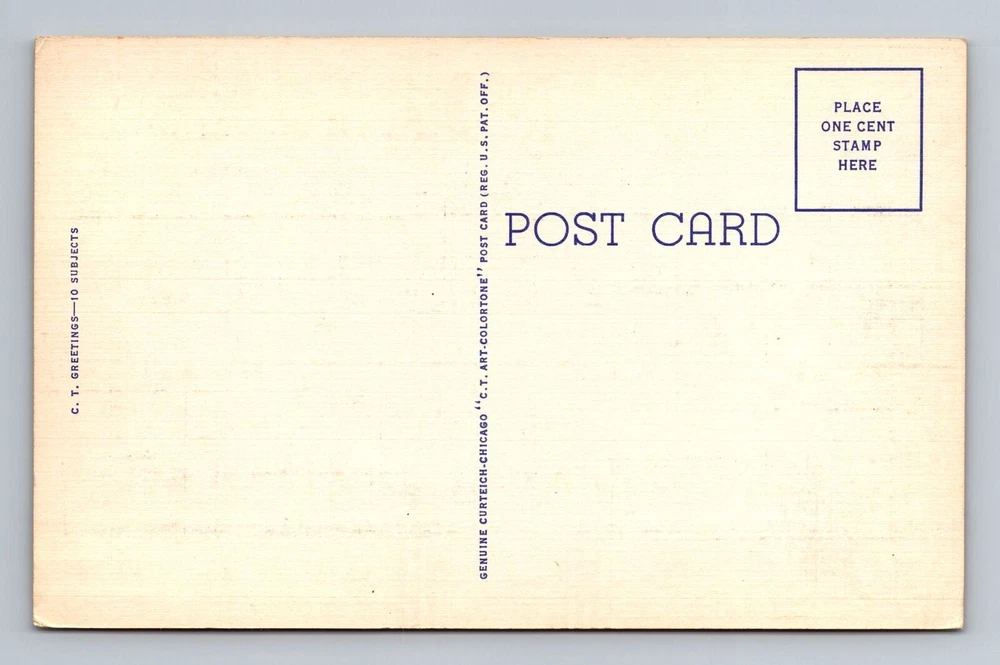 C. T. GREETINGS—10 SUBJECTS
GENUINE CURTEICH-CHICAGO "C.T. ART-COLORTONE" POST CARD (REG. U.S. PAT. OFF.)
POST CARD
PLACE
ONE CENT
STAMP
HERE